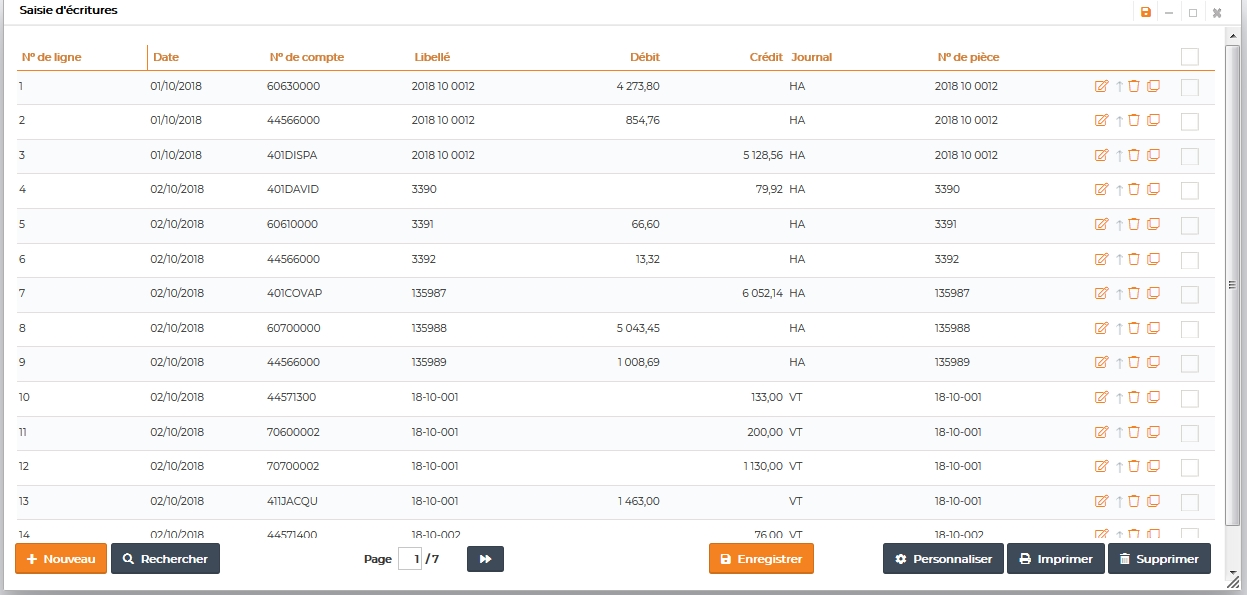 Saisie d'écritures
N° de ligne Date N° de compte Libellé Débit Crédit Journal N° de pièce
1 01/10/2018 60630000 2018 10 0012 4 273,80 HA 2018 10 0012
2 01/10/2018 44566000 2018 10 0012 854,76 HA 2018 10 0012
3 01/10/2018 401DISPA 2018 10 0012 5 128,56 HA 2018 10 0012
4 02/10/2018 401DAVID 3390 79,92 HA 3390
5 02/10/2018 60610000 3391 66,60 HA 3391
6 02/10/2018 44566000 3392 13,32 HA 3392
7 02/10/2018 401COVAP 135987 6 052,14 HA 135987
8 02/10/2018 60700000 135988 5 043,45 HA 135988
9 02/10/2018 44566000 135989 1 008,69 HA 135989
10 02/10/2018 44571300 18-10-001 133,00 VT 18-10-001
11 02/10/2018 70600002 18-10-001 200,00 VT 18-10-001
12 02/10/2018 70700002 18-10-001 1 130,00 VT 18-10-001
13 02/10/2018 411JACQU 18-10-001 1 463,00 VT 18-10-001
14 02/10/2018 44571400 18-10-002 76,00 VT 18-10-002
Nouveau Rechercher Page 1 / 7 Enregistrer Personnaliser Imprimer Supprimer